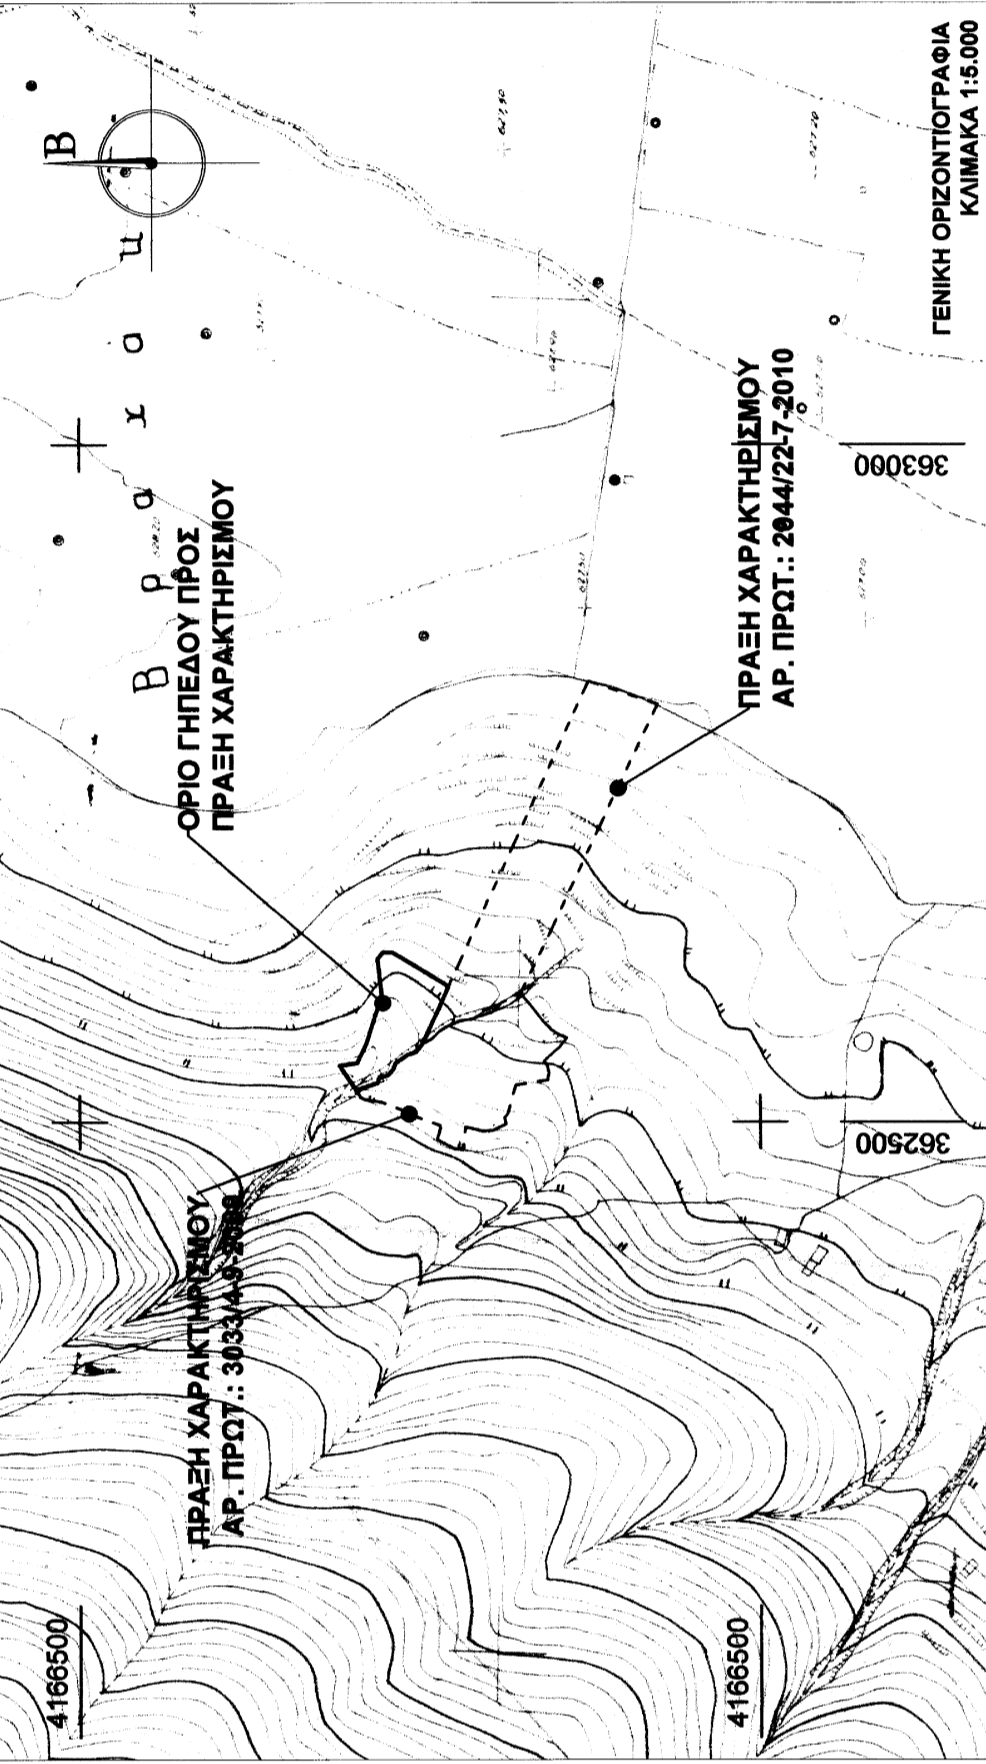 Β
Β ρ α χ ά τ ι
ΟΡΙΟ ΓΗΠΕΔΟΥ ΠΡΟΣ
ΠΡΑΞΗ ΧΑΡΑΚΤΗΡΙΣΜΟΥ
ΠΡΑΞΗ ΧΑΡΑΚΤΗΡΙΣΜΟΥ
ΑΡ. ΠΡΩΤ.: 3033/4-9-
ΠΡΑΞΗ ΧΑΡΑΚΤΗΡΙΣΜΟΥ
ΑΡ. ΠΡΩΤ.: 2044/22-7-2010
4166500
4166500
362500
363000
ΓΕΝΙΚΗ ΟΡΙΖΟΝΤΙΟΓΡΑΦΙΑ
ΚΛΙΜΑΚΑ 1:5.000